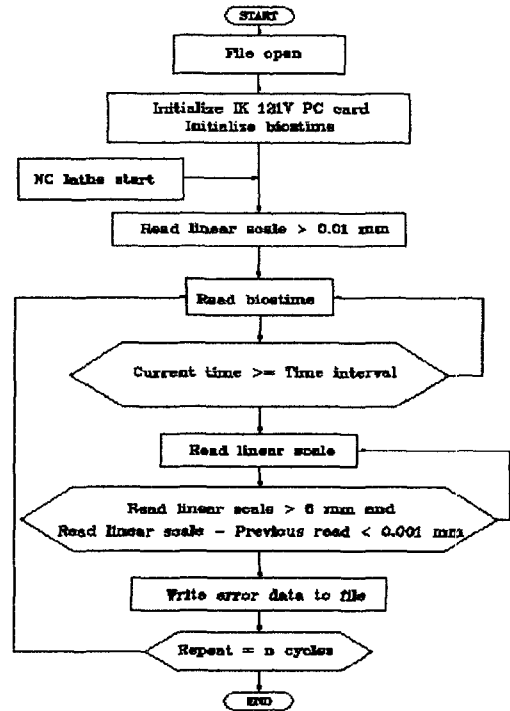 START
File open
Initialize IK 121V PC card
Initialize biostime
NC lathe start
Read linear scale > 0.01 mm
Read biostime
Current time >= Time interval
Read linear scale
Read linear scale > 6 mm and
Read linear scale - Previous read < 0.001 mm
Write error data to file
Repeat = n cycles
END